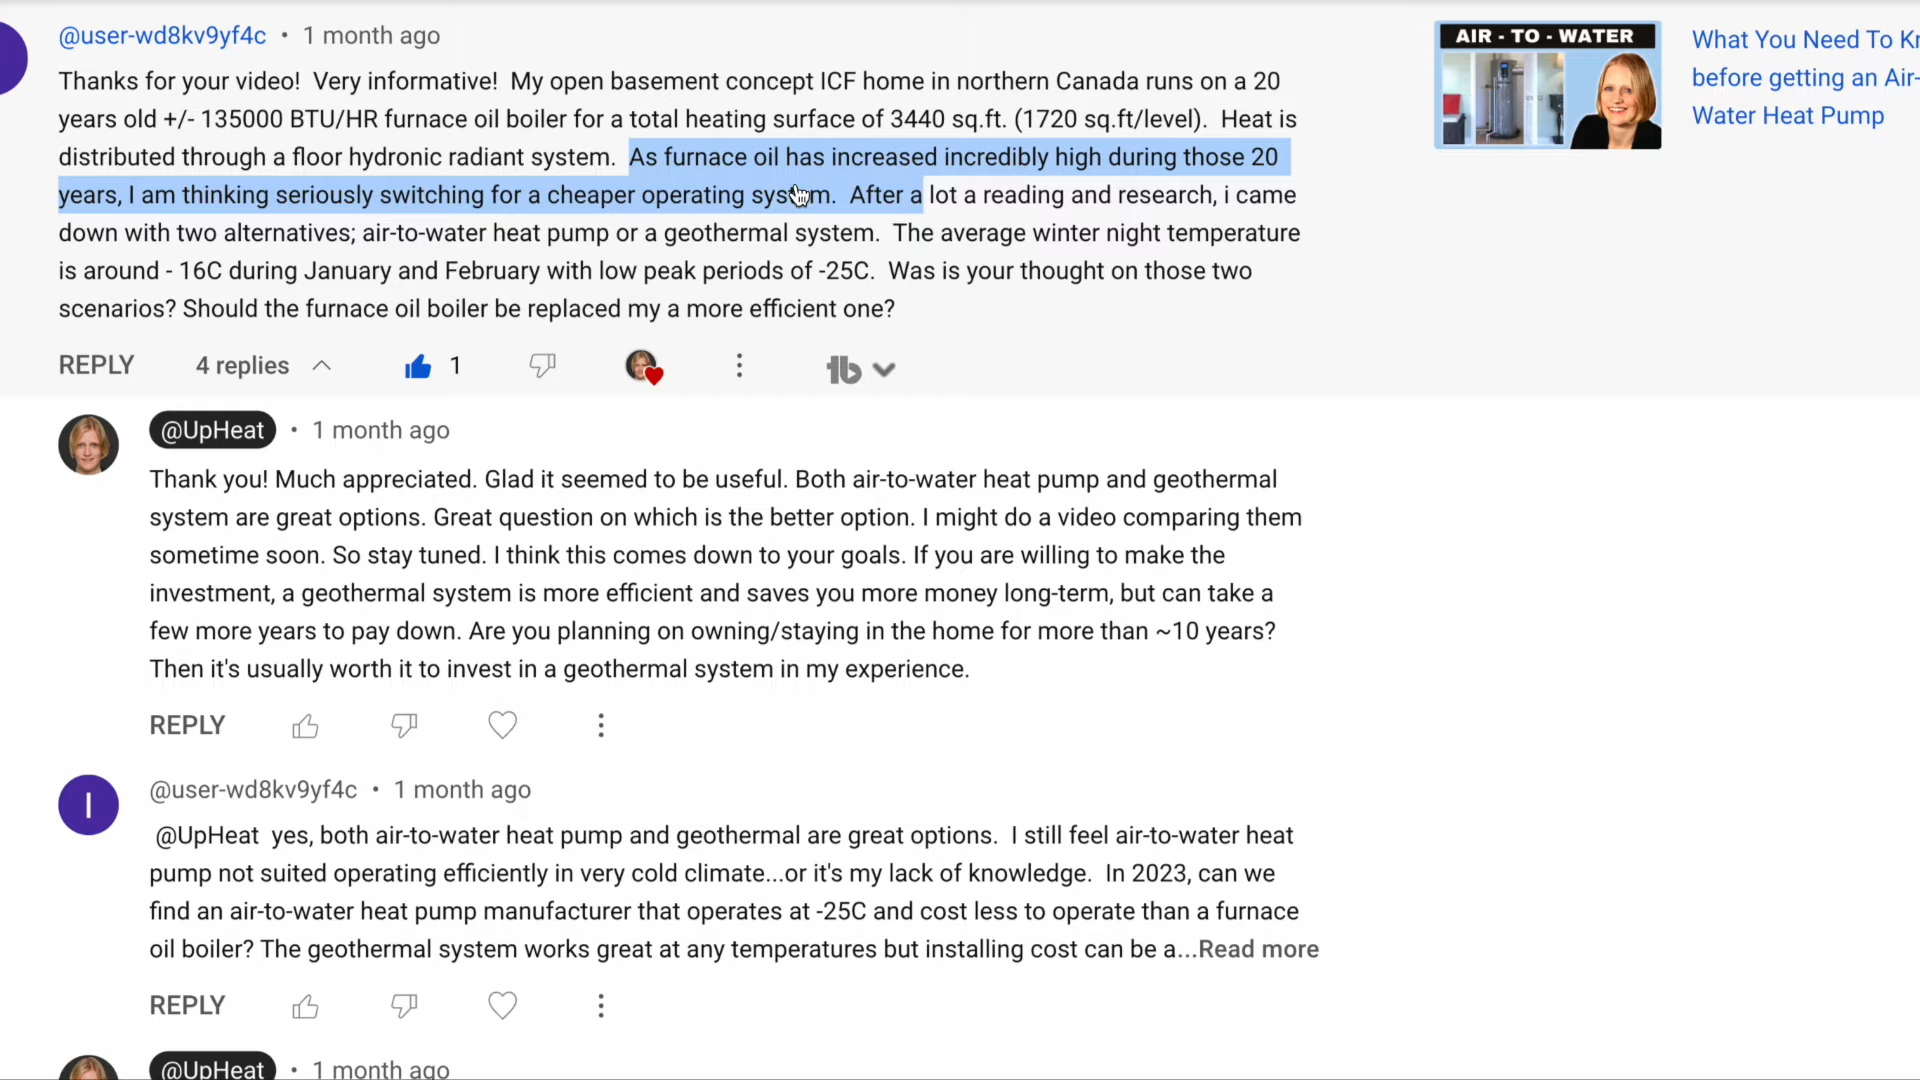 @user-wd8kv9yf4c • 1 month ago
Thanks for your video! Very informative! My open basement concept ICF home in northern Canada runs on a 20
years old +/- 135000 BTU/HR furnace oil boiler for a total heating surface of 3440 sq.ft. (1720 sq.ft/level). Heat is
distributed through a floor hydronic radiant system. As furnace oil has increased incredibly high during those 20
years, I am thinking seriously switching for a cheaper operating system. After a lot a reading and research, i came
down with two alternatives; air-to-water heat pump or a geothermal system. The average winter night temperature
is around - 16C during January and February with low peak periods of -25C. Was is your thought on those two
scenarios? Should the furnace oil boiler be replaced my a more efficient one?
REPLY 4 replies 1 tb
AIR - TO - WATER
What You Need To Kn
before getting an Air-
Water Heat Pump
@UpHeat • 1 month ago
Thank you! Much appreciated. Glad it seemed to be useful. Both air-to-water heat pump and geothermal
system are great options. Great question on which is the better option. I might do a video comparing them
sometime soon. So stay tuned. I think this comes down to your goals. If you are willing to make the
investment, a geothermal system is more efficient and saves you more money long-term, but can take a
few more years to pay down. Are you planning on owning/staying in the home for more than ~10 years?
Then it's usually worth it to invest in a geothermal system in my experience.
REPLY
I
@user-wd8kv9yf4c • 1 month ago
@UpHeat yes, both air-to-water heat pump and geothermal are great options. I still feel air-to-water heat
pump not suited operating efficiently in very cold climate...or it's my lack of knowledge. In 2023, can we
find an air-to-water heat pump manufacturer that operates at -25C and cost less to operate than a furnace
oil boiler? The geothermal system works great at any temperatures but installing cost can be a...Read more
REPLY
@UpHeat • 1 month ago